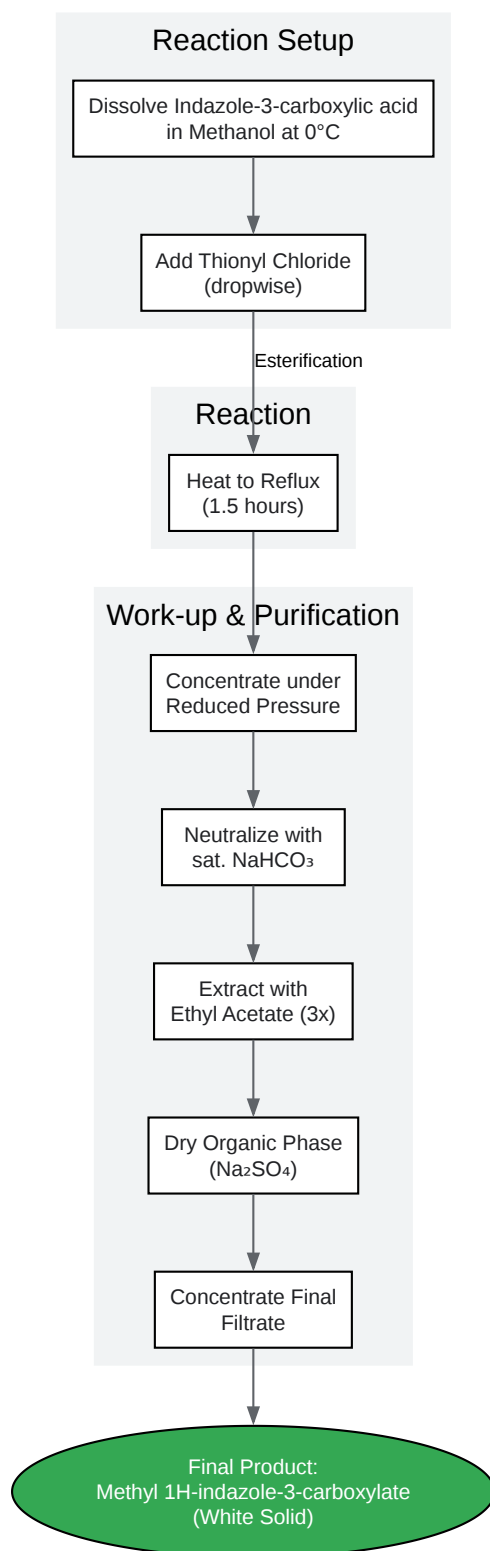 Reaction Setup
Dissolve Indazole-3-carboxylic acid
in Methanol at 0°C
Add Thionyl Chloride
(dropwise)
Esterification
Reaction
Heat to Reflux
(1.5 hours)
Work-up & Purification
Concentrate under
Reduced Pressure
Neutralize with
sat. NaHCO₃
Extract with
Ethyl Acetate (3x)
Dry Organic Phase
(Na₂SO₄)
Concentrate Final
Filtrate
Final Product:
Methyl 1H-indazole-3-carboxylate
(White Solid)